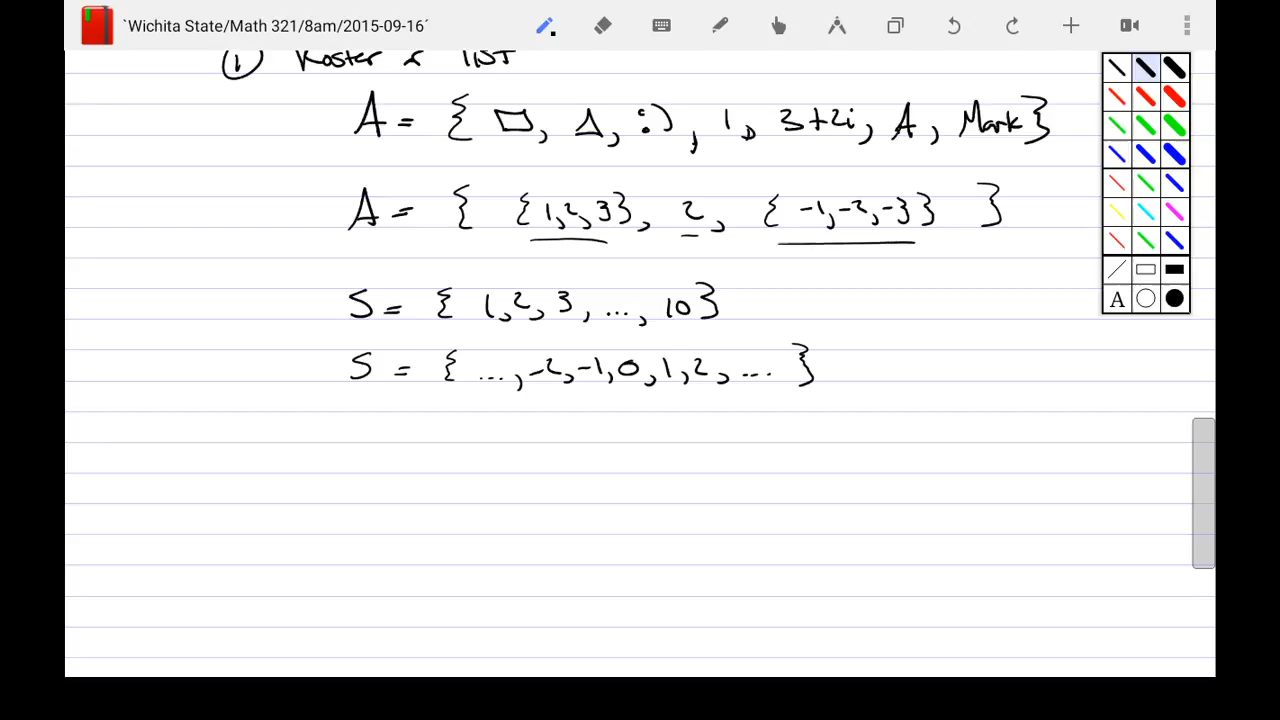 `Wichita State/Math 321/8am/2015-09-16´
① Roster or list
A = { □, △, :), 1, 3+2i, A, Mark}
A = { {1,2,3}, 2, {-1,-2,-3} }
S = { 1,2,3, ..., 10}
S = { ..., -2, -1, 0, 1, 2, ... }
A